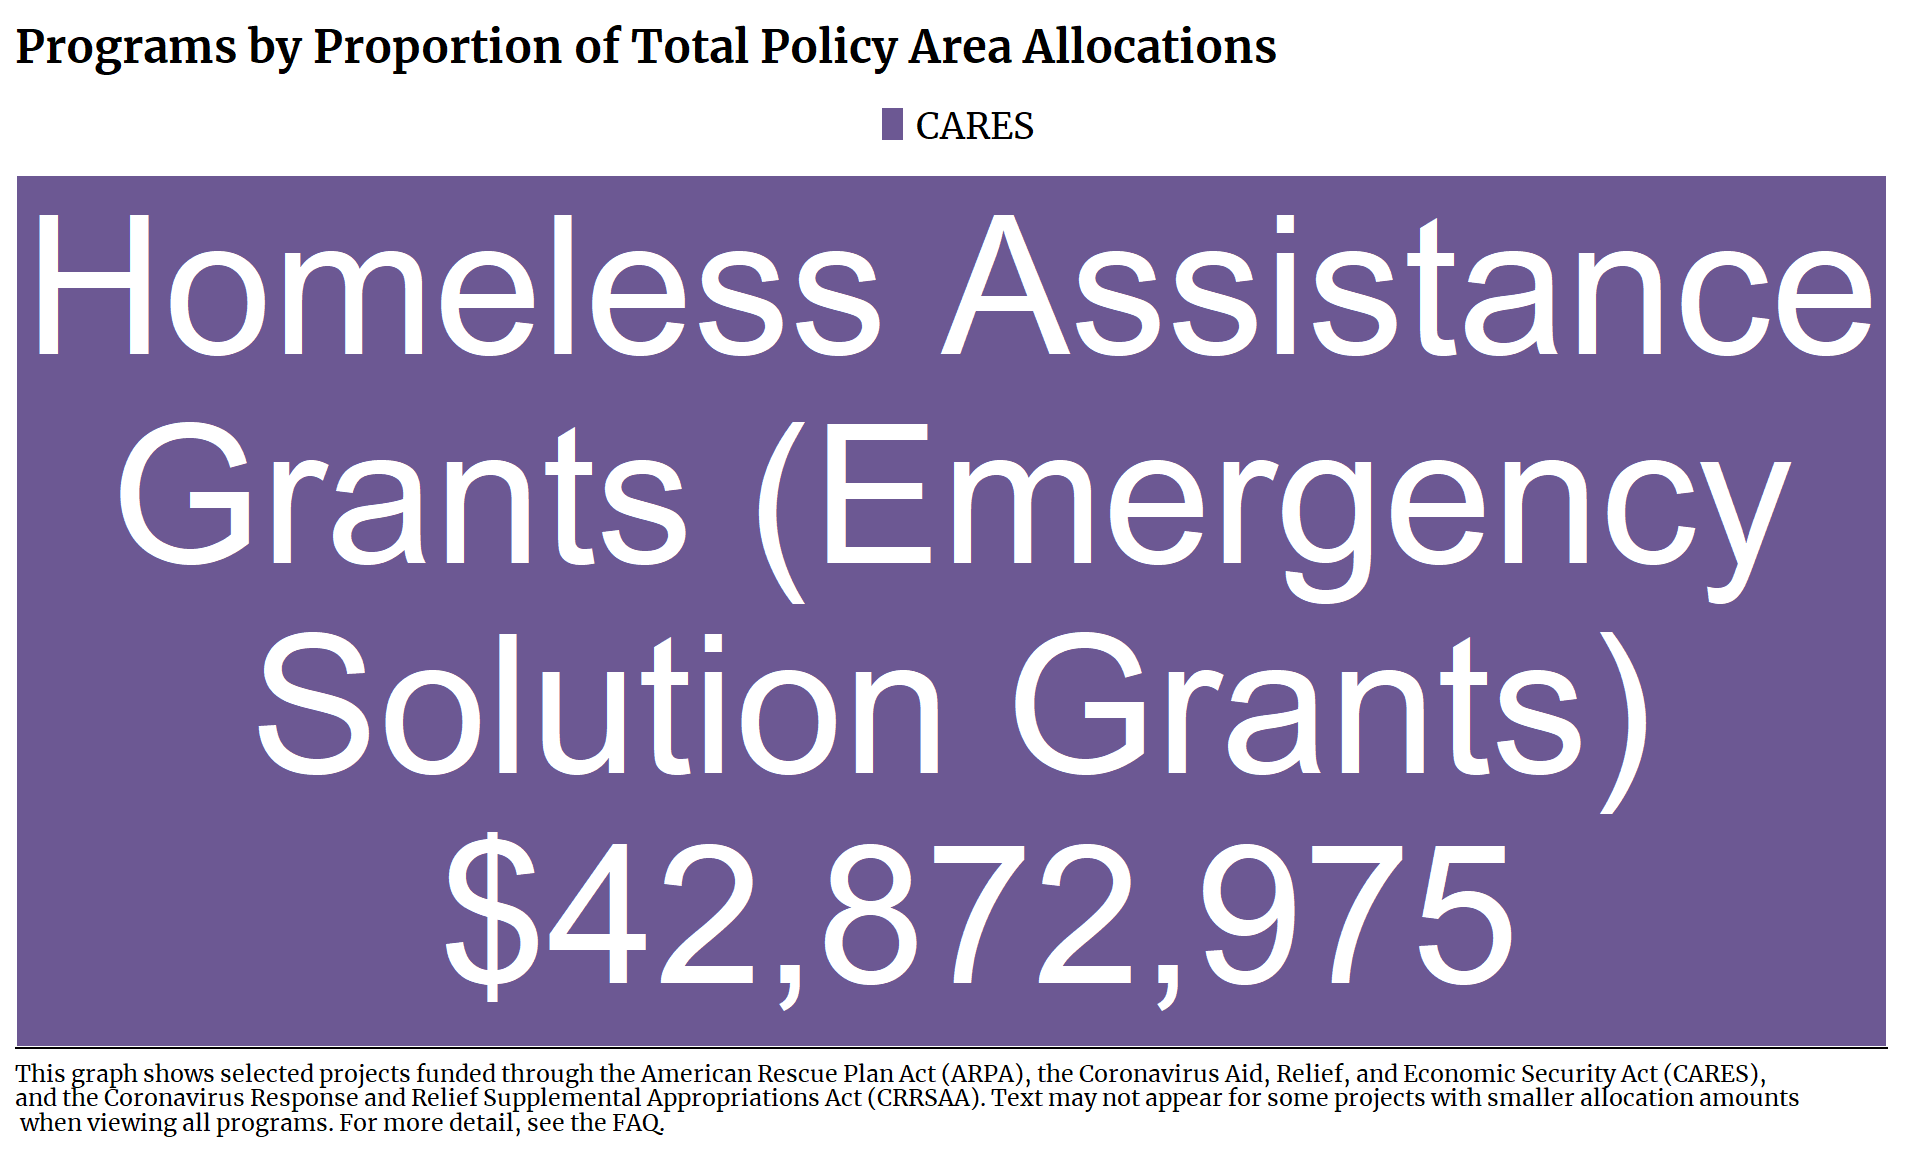 Programs by Proportion of Total Policy Area Allocations
CARES
Homeless Assistance
Grants (Emergency
Solution Grants)
$42,872,975
This graph shows selected projects funded through the American Rescue Plan Act (ARPA), the Coronavirus Aid, Relief, and Economic Security Act (CARES),
and the Coronavirus Response and Relief Supplemental Appropriations Act (CRRSAA). Text may not appear for some projects with smaller allocation amounts
when viewing all programs. For more detail, see the FAQ.